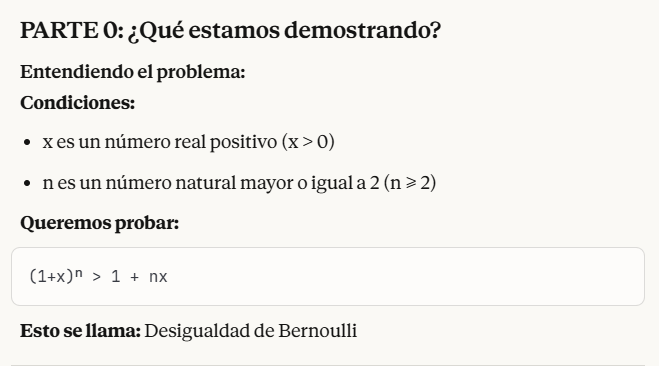 PARTE 0: ¿Qué estamos demostrando?
Entendiendo el problema:
Condiciones:
• x es un número real positivo (x > 0)
• n es un número natural mayor o igual a 2 (n ≥ 2)
Queremos probar:
(1+x)ⁿ > 1 + nx
Esto se llama: Desigualdad de Bernoulli